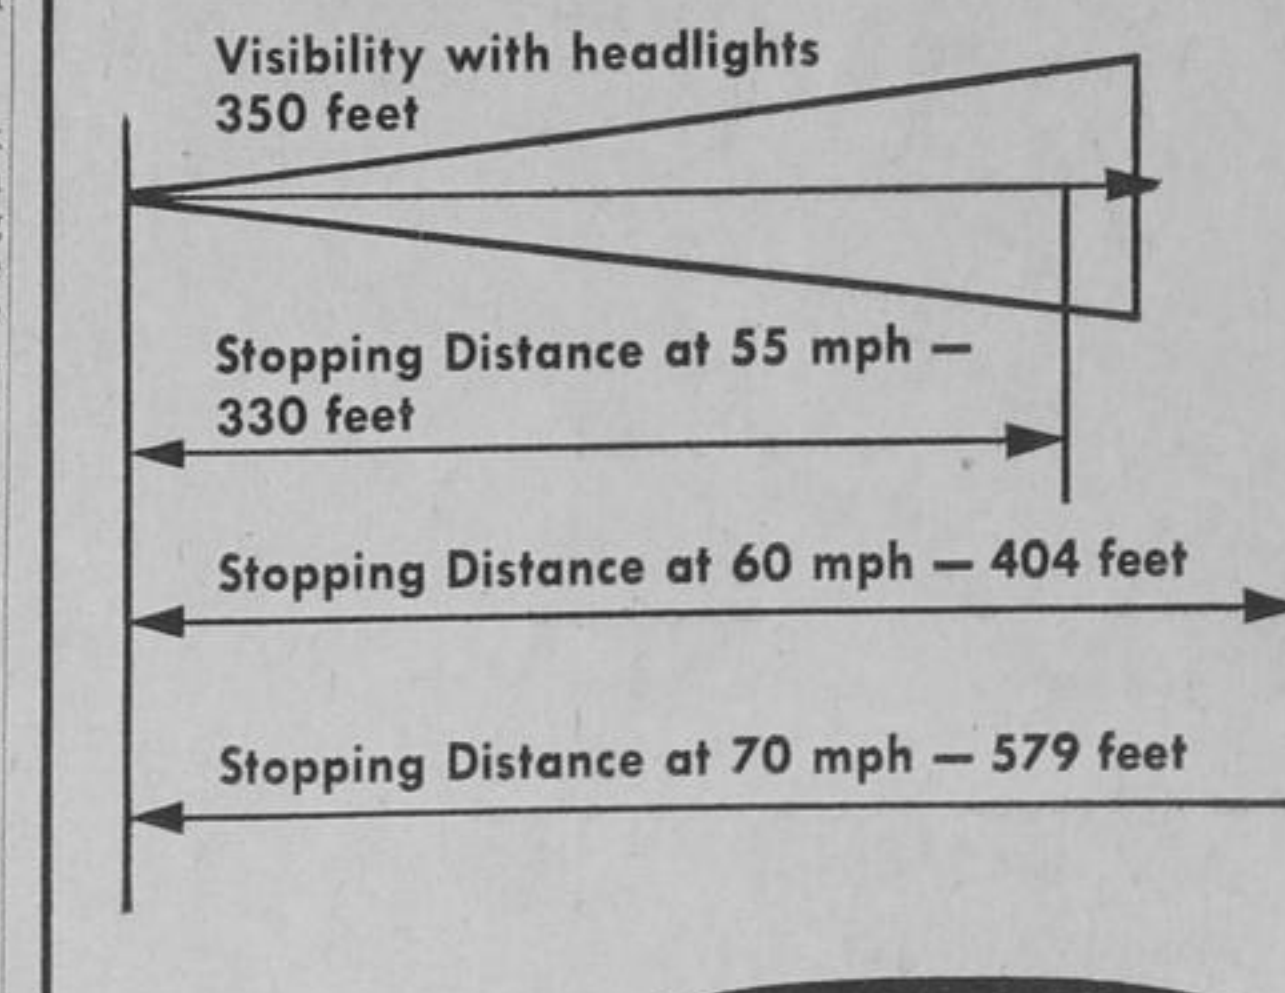 Visibility with headlights
350 feet
Stopping Distance at 55 mph —
330 feet
Stopping Distance at 60 mph — 404 feet
Stopping Distance at 70 mph — 579 feet